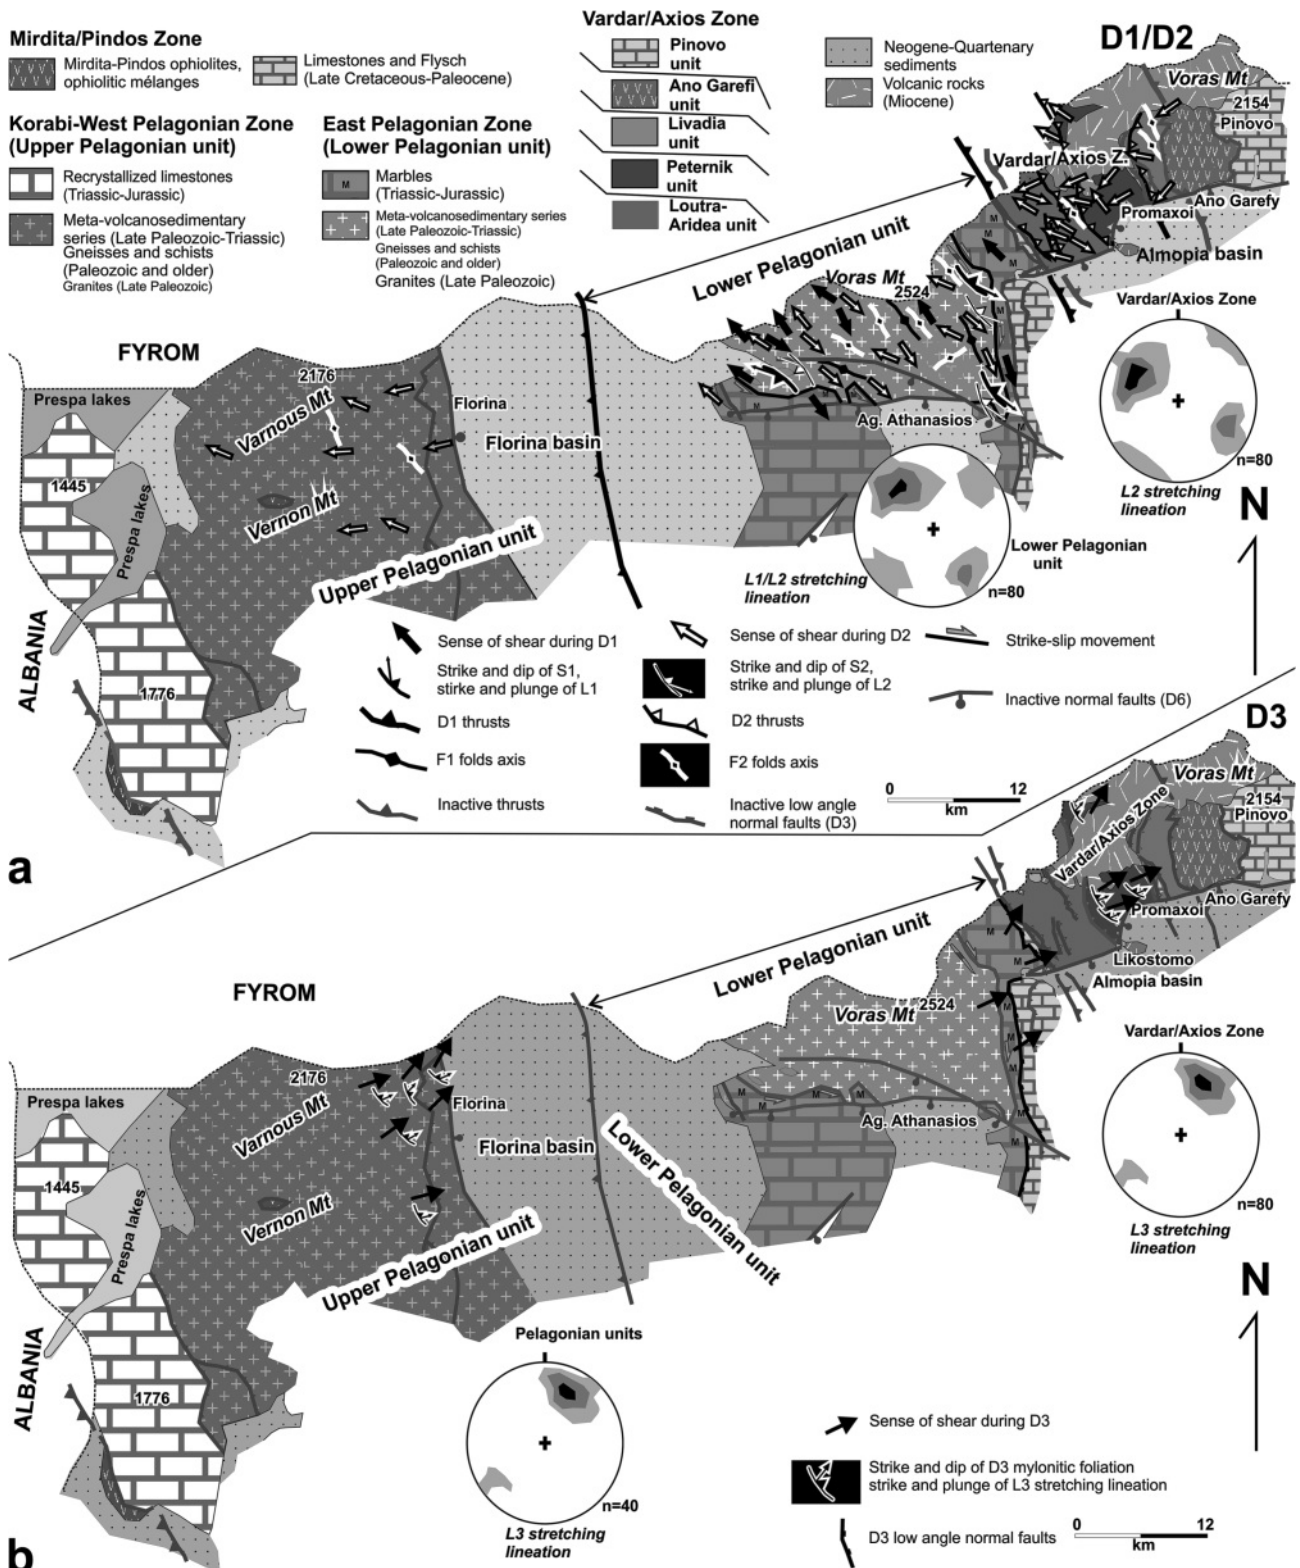 Mirdita/Pindos Zone
Mirdita-Pindos ophiolites,
ophiolitic mélanges
Limestones and Flysch
(Late Cretaceous-Paleocene)
Korabi-West Pelagonian Zone
(Upper Pelagonian unit)
Recrystallized limestones
(Triassic-Jurassic)
Meta-volcanosedimentary
series (Late Paleozoic-Triassic)
Gneisses and schists
(Paleozoic and older)
Granites (Late Paleozoic)
East Pelagonian Zone
(Lower Pelagonian unit)
M
Marbles
(Triassic-Jurassic)
Meta-volcanosedimentary series
(Late Paleozoic-Triassic)
Gneisses and schists
(Paleozoic and older)
Granites (Late Paleozoic)
Vardar/Axios Zone
Pinovo
unit
Ano Garefi
unit
Livadia
unit
Peternik
unit
Loutra-
Aridea unit
Neogene-Quartenary
sediments
Volcanic rocks
(Miocene)
D1/D2
Voras Mt
2154
Pinovo
Vardar/Axios Z.
Promaxoi
Ano Garefy
Almopia basin
Lower Pelagonian unit
Voras Mt
2524
M
M
M
M
M
M
M
Ag. Athanasios
FYROM
Prespa lakes
2176
Varnous Mt
Florina
Florina basin
1445
Prespa lakes
Vernon Mt
Upper Pelagonian unit
ALBANIA
1776
Vardar/Axios Zone
n=80
L2 stretching
lineation
N
Lower Pelagonian
unit
L1/L2 stretching
lineation
n=80
Sense of shear during D1
Strike and dip of S1,
stirke and plunge of L1
D1 thrusts
F1 folds axis
Inactive thrusts
Sense of shear during D2
Strike and dip of S2,
strike and plunge of L2
D2 thrusts
F2 folds axis
Inactive low angle
normal faults (D3)
Strike-slip movement
Inactive normal faults (D6)
0 12
km
a
D3
Voras Mt
2154
Pinovo
Vardar/Axios Zone
Promaxoi
Ano Garefy
Likostomo
Almopia basin
Lower Pelagonian unit
Voras Mt
2524
M
M
M
M
M
M
M
M
M
Ag. Athanasios
FYROM
Prespa lakes
2176
Varnous Mt
Florina
Florina basin
Lower Pelagonian unit
1445
Prespa lakes
Vernon Mt
Upper Pelagonian unit
ALBANIA
1776
Vardar/Axios Zone
n=80
L3 stretching
lineation
N
Pelagonian units
n=40
L3 stretching
lineation
Sense of shear during D3
Strike and dip of D3 mylonitic foliation
strike and plunge of L3 stretching lineation
D3 low angle normal faults
0 12
km
b